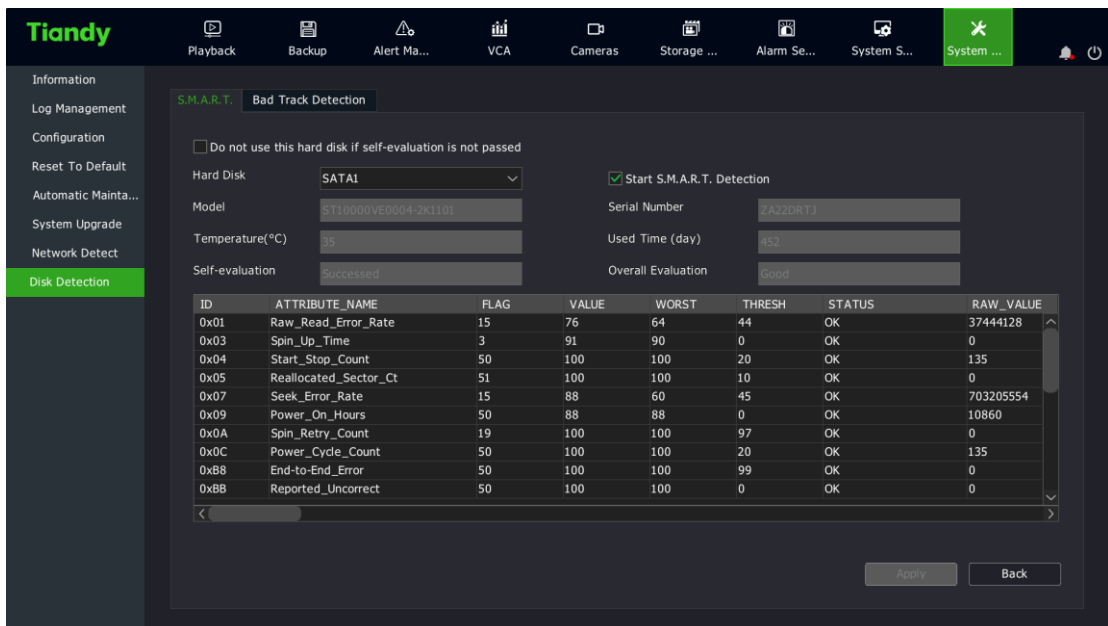 Tiandy
Playback Backup Alert Ma... VCA Cameras Storage ... Alarm Se... System S... System ...
Information
Log Management
Configuration
Reset To Default
Automatic Mainta...
System Upgrade
Network Detect
Disk Detection
S.M.A.R.T. Bad Track Detection
Do not use this hard disk if self-evaluation is not passed
Hard Disk SATA1 Start S.M.A.R.T. Detection
Model ST10000VE0004-2K1101 Serial Number ZA22DRTJ
Temperature(°C) 35 Used Time (day) 452
Self-evaluation Successed Overall Evaluation Good
ID ATTRIBUTE_NAME FLAG VALUE WORST THRESH STATUS RAW_VALUE
0x01 Raw_Read_Error_Rate 15 76 64 44 OK 37444128
0x03 Spin_Up_Time 3 91 90 0 OK 0
0x04 Start_Stop_Count 50 100 100 20 OK 135
0x05 Reallocated_Sector_Ct 51 100 100 10 OK 0
0x07 Seek_Error_Rate 15 88 60 45 OK 703205554
0x09 Power_On_Hours 50 88 88 0 OK 10860
0x0A Spin_Retry_Count 19 100 100 97 OK 0
0x0C Power_Cycle_Count 50 100 100 20 OK 135
0xB8 End-to-End_Error 50 100 100 99 OK 0
0xBB Reported_Uncorrect 50 100 100 0 OK 0
Apply Back